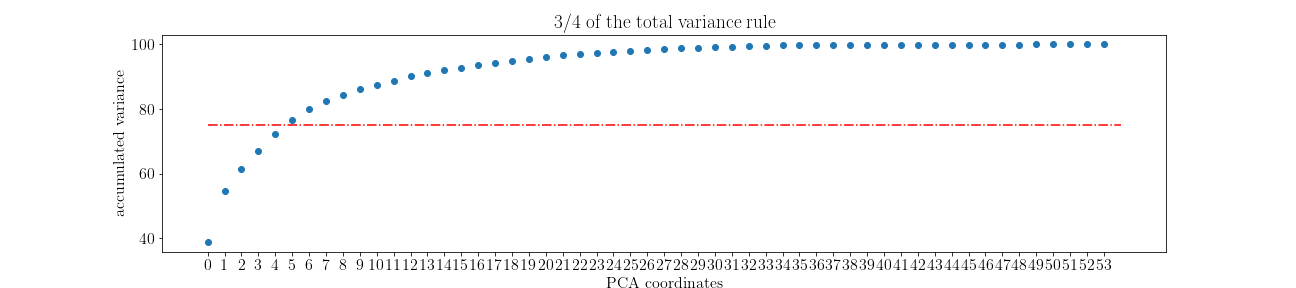 3/4 of the total variance rule
100
80
60
40
accumulated variance
0 1 2 3 4 5 6 7 8 9 10 11 12 13 14 15 16 17 18 19 20 21 22 23 24 25 26 27 28 29 30 31 32 33 34 35 36 37 38 39 40 41 42 43 44 45 46 47 48 49 50 51 52 53
PCA coordinates